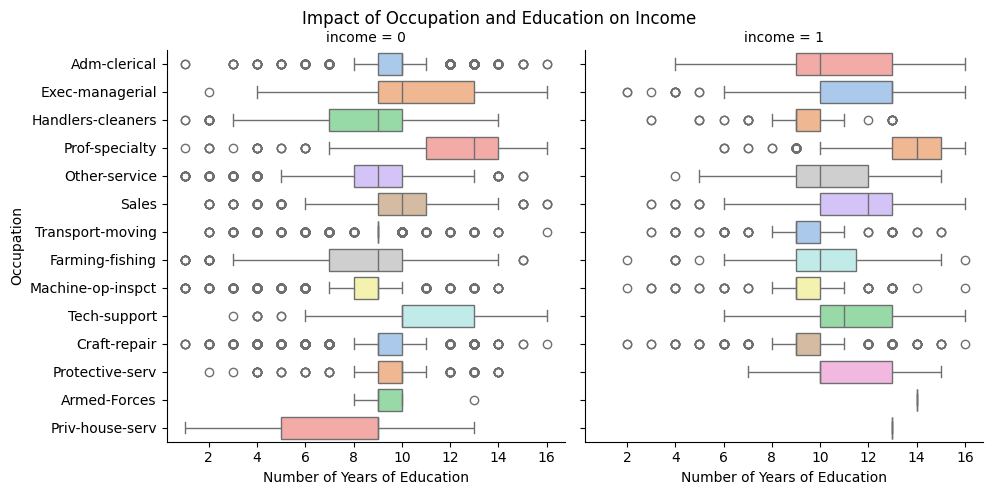 Impact of Occupation and Education on Income
income = 0
income = 1
Occupation
Adm-clerical
Exec-managerial
Handlers-cleaners
Prof-specialty
Other-service
Sales
Transport-moving
Farming-fishing
Machine-op-inspct
Tech-support
Craft-repair
Protective-serv
Armed-Forces
Priv-house-serv
2 4 6 8 10 12 14 16
2 4 6 8 10 12 14 16
Number of Years of Education
Number of Years of Education